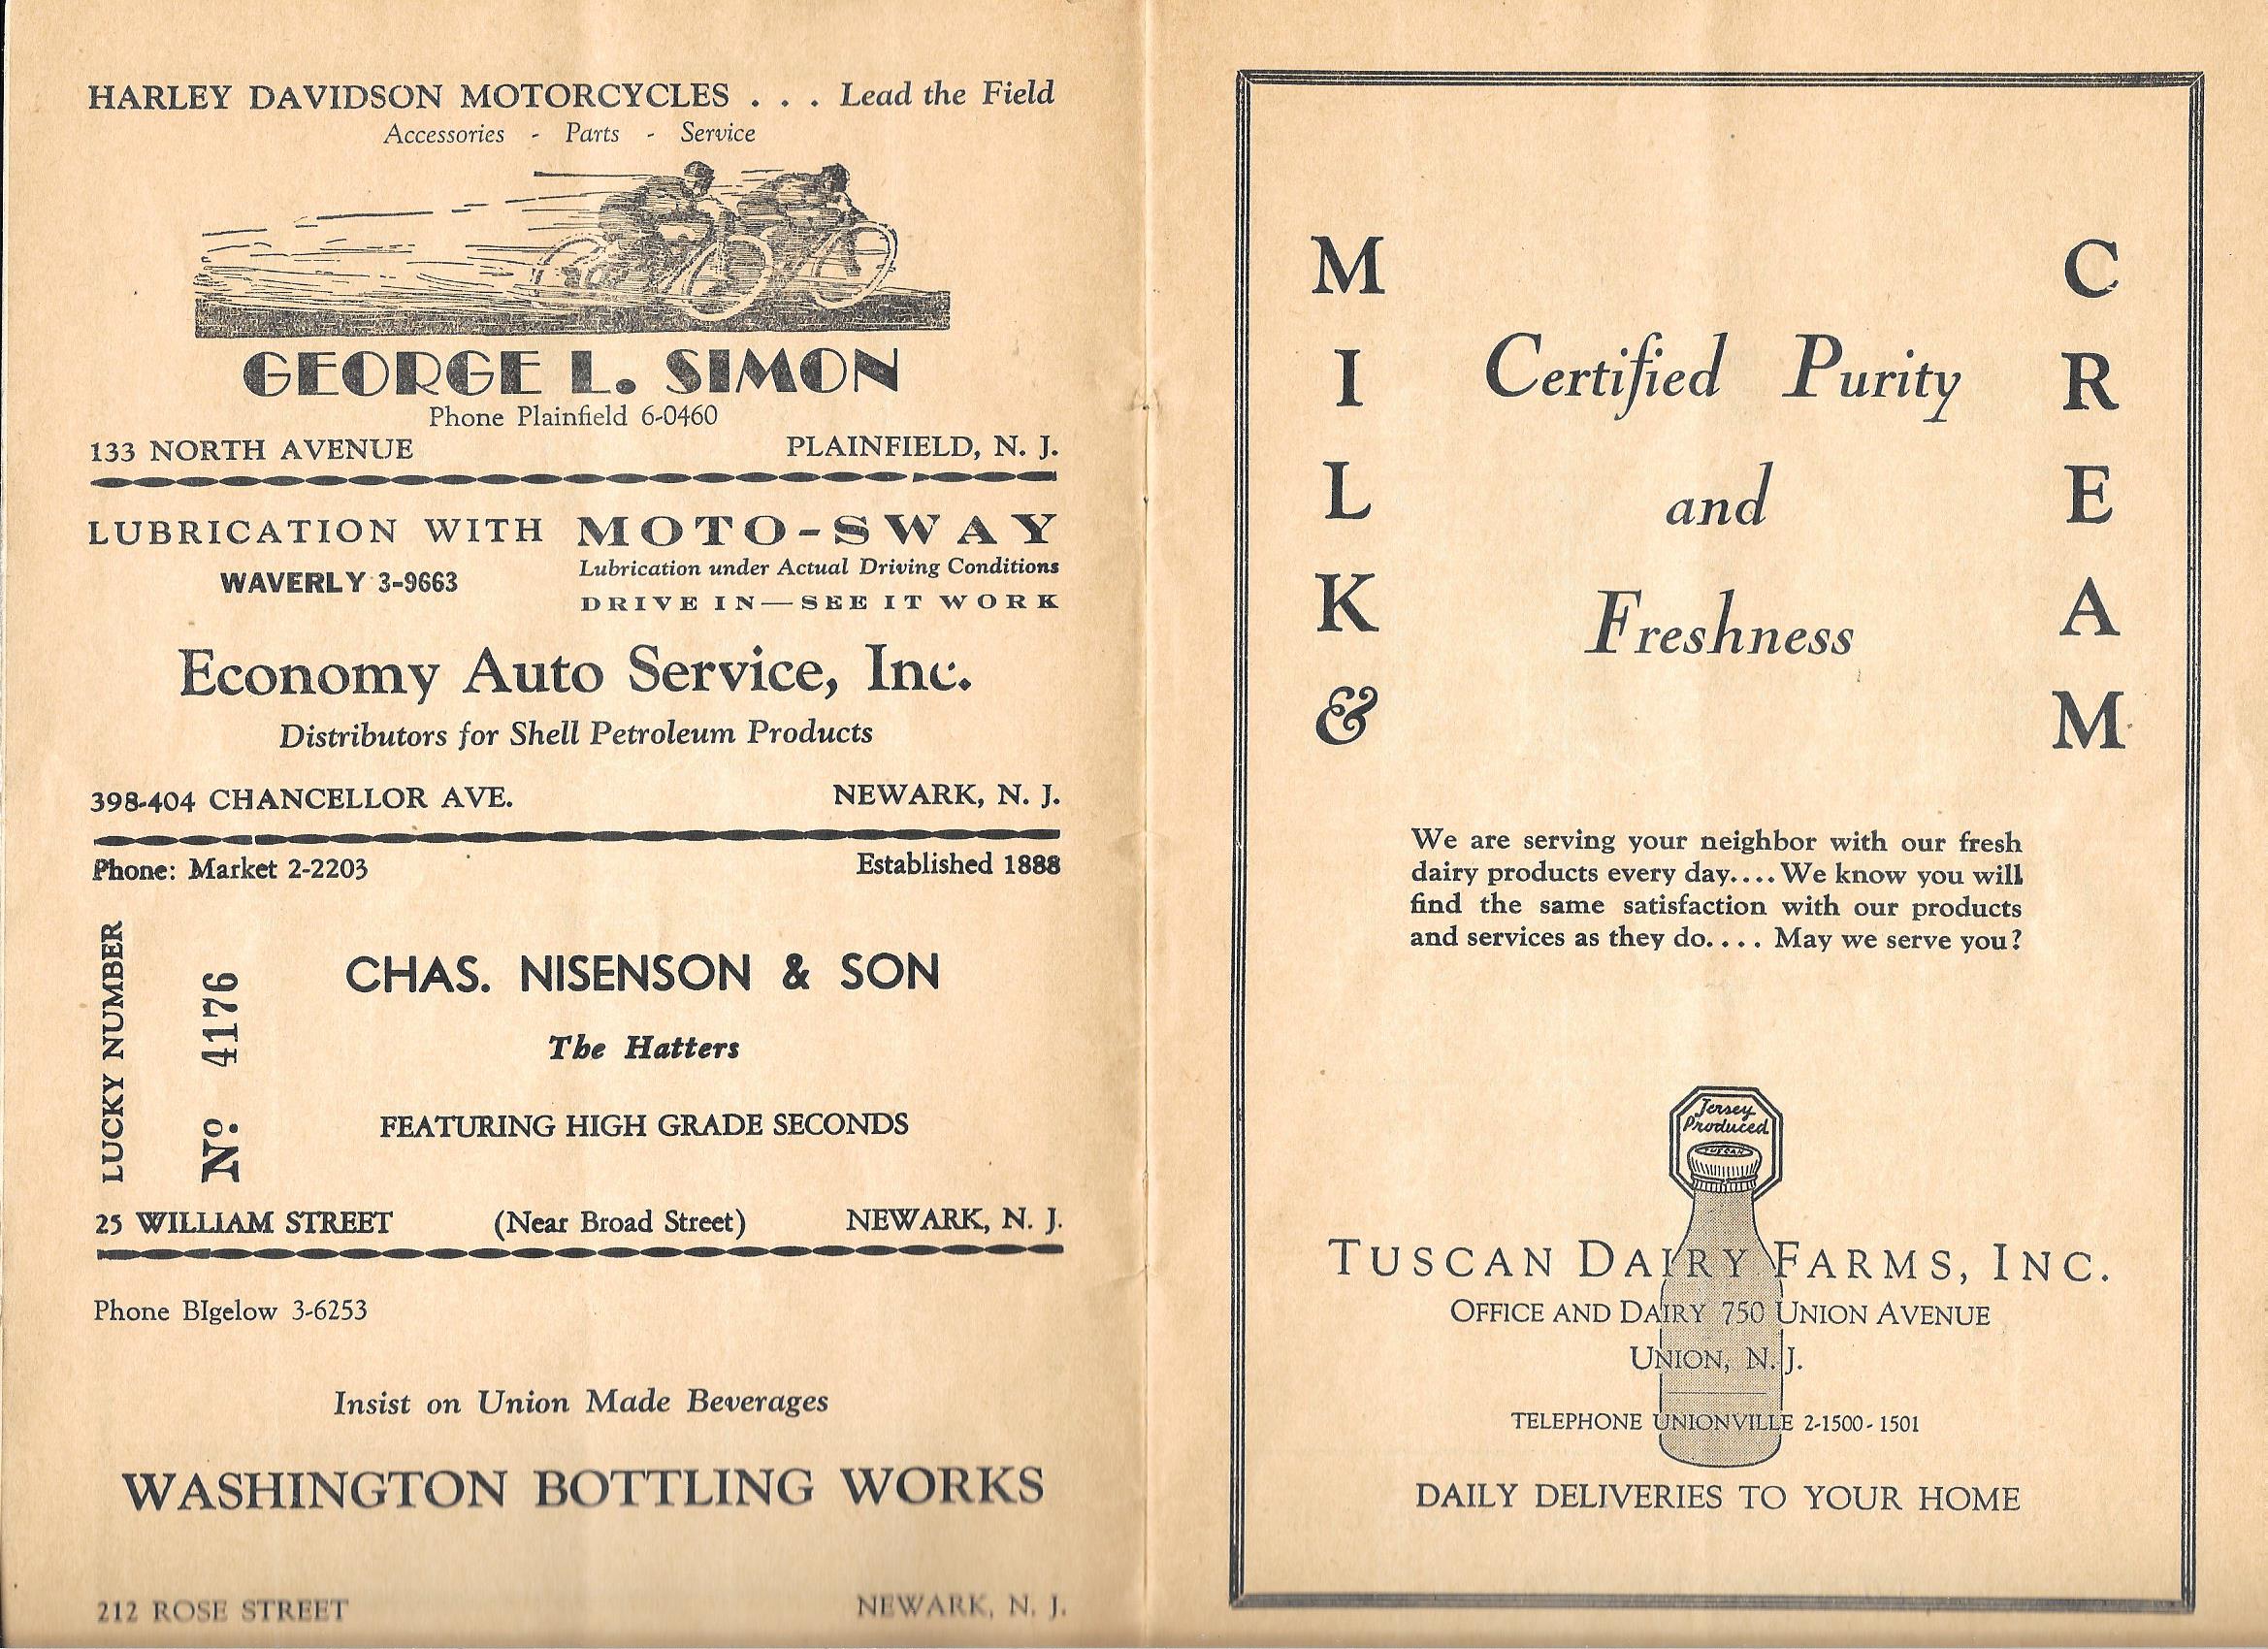 HARLEY DAVIDSON MOTORCYCLES . . . Lead the Field
Accessories - Parts - Service
GEORGE L. SIMON
Phone Plainfield 6-0460
133 NORTH AVENUE PLAINFIELD, N. J.
LUBRICATION WITH MOTO-SWAY
WAVERLY 3-9663
Lubrication under Actual Driving Conditions
DRIVE IN—SEE IT WORK
Economy Auto Service, Inc.
Distributors for Shell Petroleum Products
398-404 CHANCELLOR AVE. NEWARK, N. J.
Phone: Market 2-2203 Established 1888
LUCKY NUMBER
No. 4176
CHAS. NISENSON & SON
The Hatters
FEATURING HIGH GRADE SECONDS
25 WILLIAM STREET (Near Broad Street) NEWARK, N. J.
Phone BIgelow 3-6253
Insist on Union Made Beverages
WASHINGTON BOTTLING WORKS
212 ROSE STREET NEWARK, N. J.
MILK &
CREAM
Certified Purity
and
Freshness
We are serving your neighbor with our fresh
dairy products every day.... We know you will
find the same satisfaction with our products
and services as they do.... May we serve you?
Jersey
Produced
TUSCAN
TUSCAN DAIRY FARMS, INC.
OFFICE AND DAIRY 750 UNION AVENUE
UNION, N. J.
TELEPHONE UNIONVILLE 2-1500-1501
DAILY DELIVERIES TO YOUR HOME